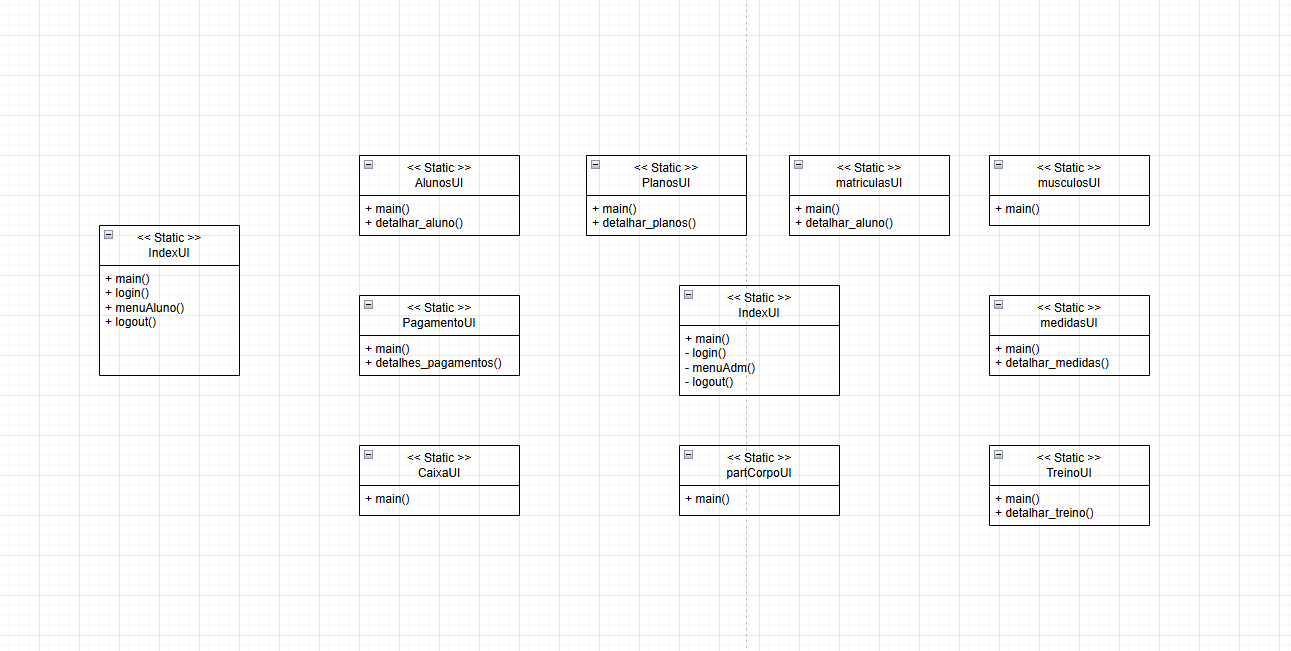 << Static >>
IndexUI
+ main()
+ login()
+ menuAluno()
+ logout()
<< Static >>
AlunosUI
+ main()
+ detalhar_aluno()
<< Static >>
PlanosUI
+ main()
+ detalhar_planos()
<< Static >>
matriculasUI
+ main()
+ detalhar_aluno()
<< Static >>
musculosUI
+ main()
<< Static >>
PagamentoUI
+ main()
+ detalhes_pagamentos()
<< Static >>
IndexUI
+ main()
- login()
- menuAdm()
- logout()
<< Static >>
medidasUI
+ main()
+ detalhar_medidas()
<< Static >>
CaixaUI
+ main()
<< Static >>
partCorpoUI
+ main()
<< Static >>
TreinoUI
+ main()
+ detalhar_treino()